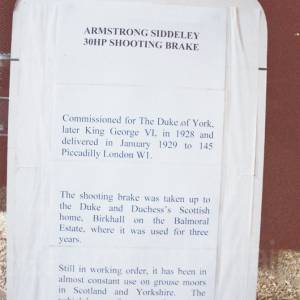 ARMSTRONG SIDDELEY
30HP SHOOTING BRAKE
Commissioned for The Duke of York,
later King George VI, in 1928 and
delivered in January 1929 to 145
Piccadilly London W1.
The shooting brake was taken up to
the Duke and Duchess's Scottish
home, Birkhall on the Balmoral
Estate, where it was used for three
years.
Still in working order, it has been in
almost constant use on grouse moors
in Scotland and Yorkshire. The